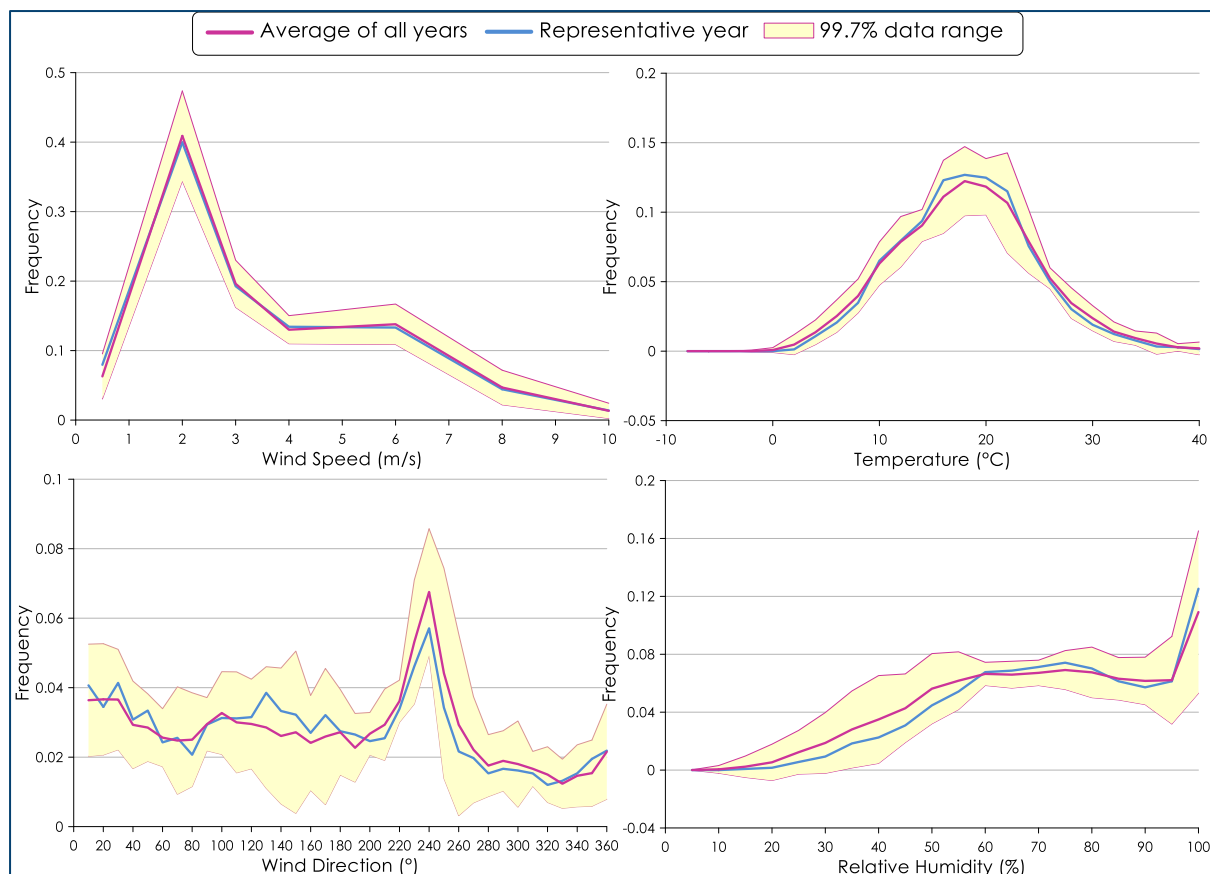 Average of all years Representative year 99.7% data range
0.5
0.4
0.3
0.2
0.1
0
Frequency
0 1 2 3 4 5 6 7 8 9 10
Wind Speed (m/s)
0.2
0.15
0.1
0.05
0
-0.05
Frequency
-10 0 10 20 30 40
Temperature (°C)
0.1
0.08
0.06
0.04
0.02
0
Frequency
0 20 40 60 80 100 120 140 160 180 200 220 240 260 280 300 320 340 360
Wind Direction (°)
0.2
0.16
0.12
0.08
0.04
0
-0.04
Frequency
0 10 20 30 40 50 60 70 80 90 100
Relative Humidity (%)